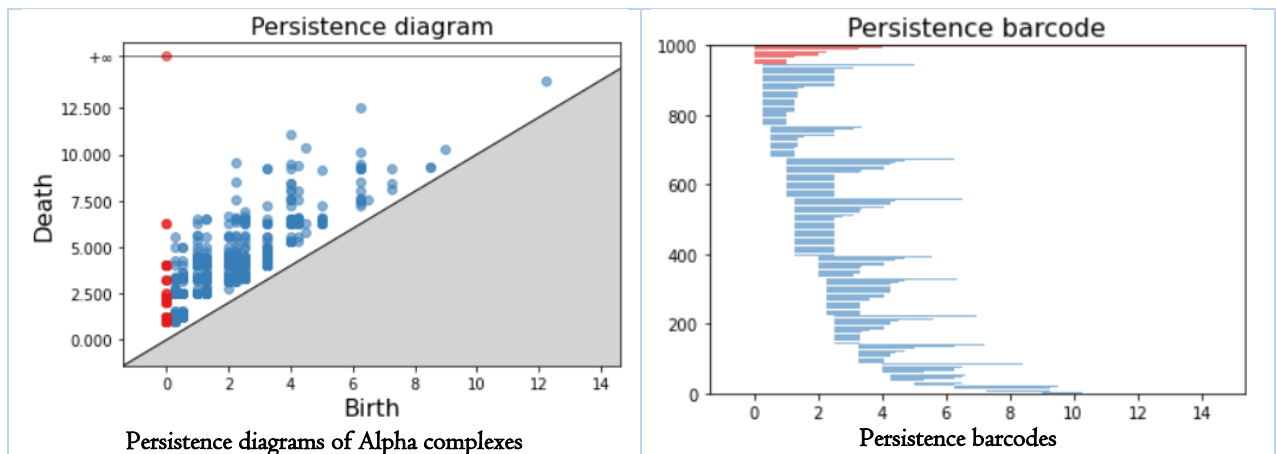 Persistence diagram
+∞
12.500
10.000
7.500
5.000
2.500
0.000
Death
0 2 4 6 8 10 12 14
Birth
Persistence diagrams of Alpha complexes
Persistence barcode
1000
800
600
400
200
0
0 2 4 6 8 10 12 14
Persistence barcodes